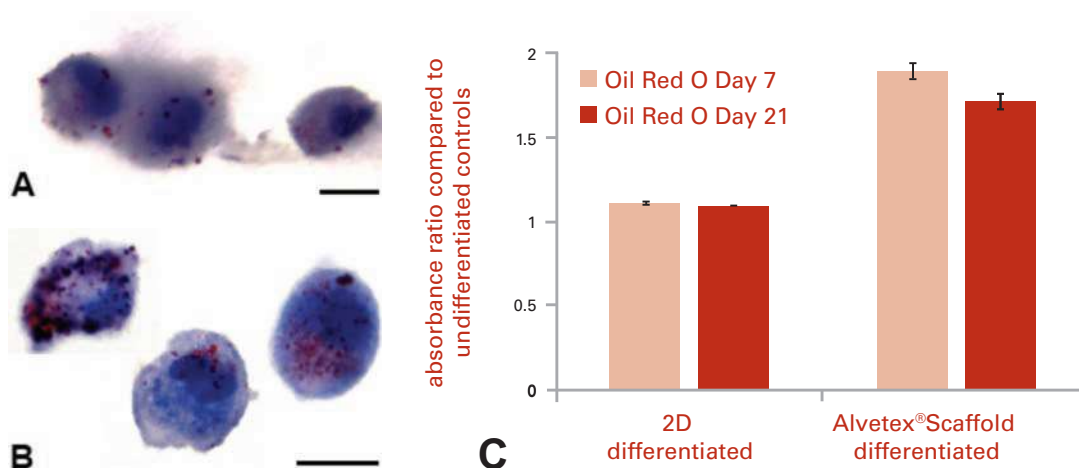 A
B
absorbance ratio compared to
undifferentiated controls
2
1.5
1
0.5
0
Oil Red O Day 7
Oil Red O Day 21
2D
differentiated
Alvetex®Scaffold
differentiated
C